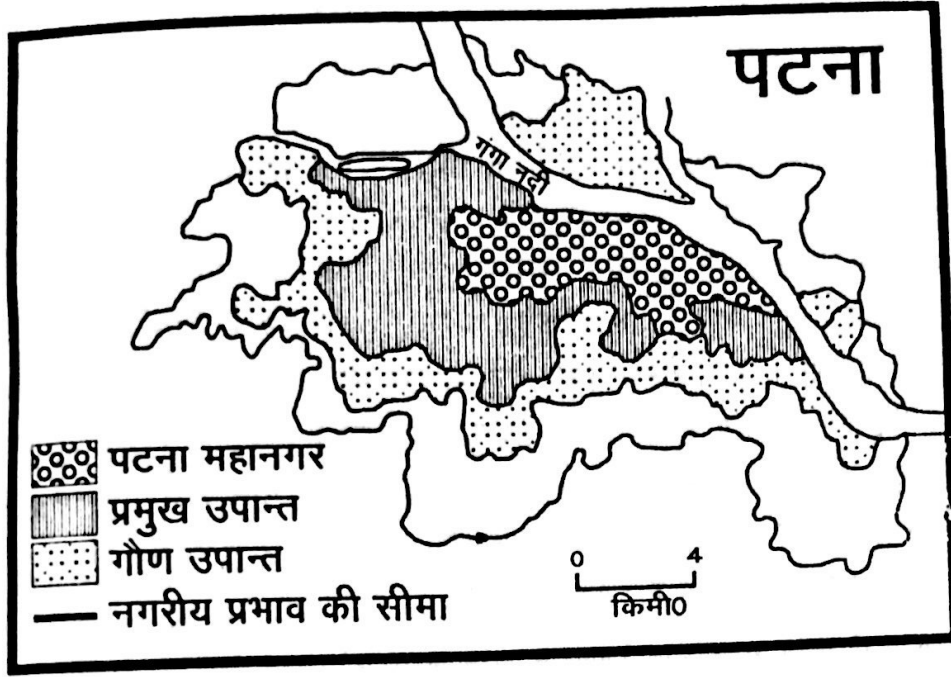 पटना
गंगा नदी
पटना महानगर
प्रमुख उपान्त
गौण उपान्त
नगरीय प्रभाव की सीमा
0 4
किमी0